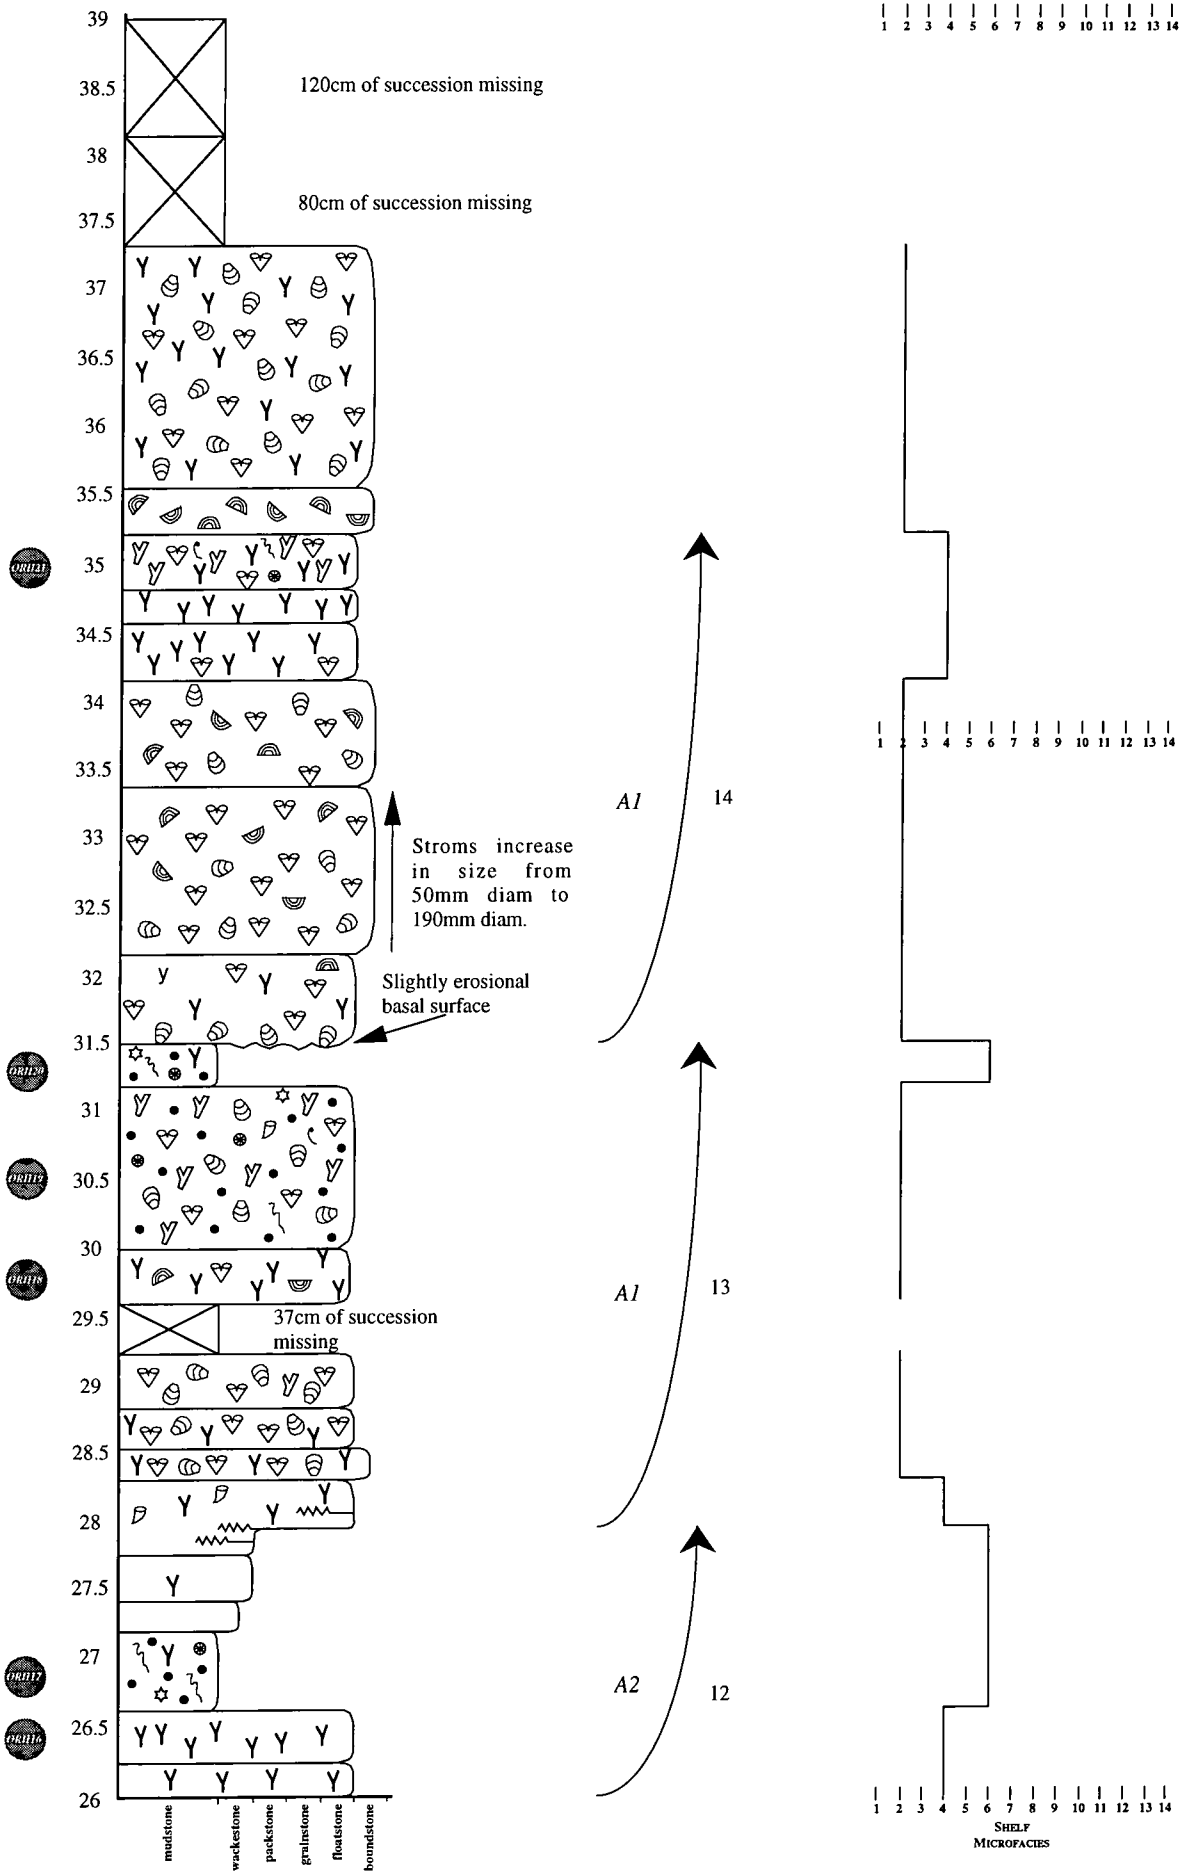 1 2 3 4 5 6 7 8 9 10 11 12 13 14
39
120cm of succession missing
38.5
38
80cm of succession missing
37.5
37
36.5
36
35.5
ORH21
35
34.5
34
1 2 3 4 5 6 7 8 9 10 11 12 13 14
33.5
A1
14
33
Stroms increase
in size from
50mm diam to
190mm diam.
32.5
32
Slightly erosional
basal surface
31.5
ORH20
31
ORH19
30.5
30
ORH18
A1
13
29.5
37cm of succession
missing
29
28.5
28
27.5
27
ORH17
A2
12
26.5
ORH16
26
1 2 3 4 5 6 7 8 9 10 11 12 13 14
SHELF
MICROFACIES
mudstone
wackestone
packstone
grainstone
floatstone
boundstone